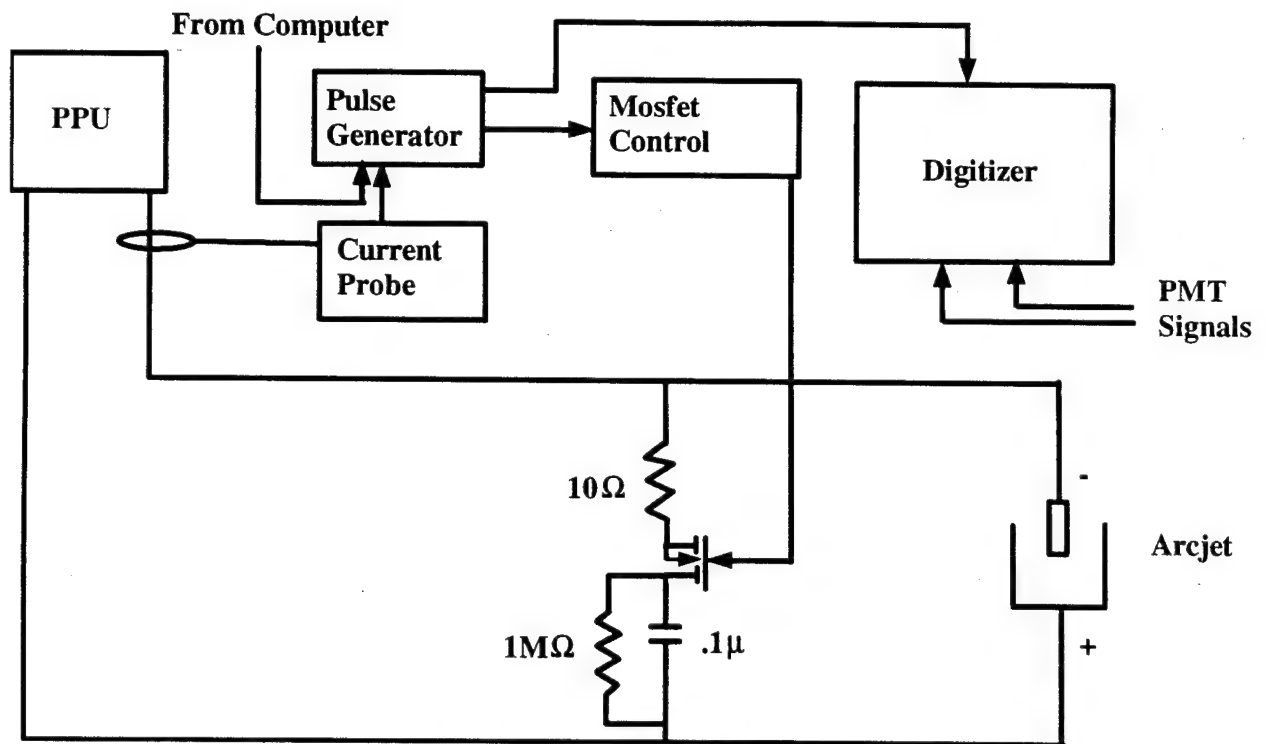 From Computer
PPU
Pulse
Generator
Mosfet
Control
Digitizer
Current
Probe
PMT
Signals
10Ω
-
Arcjet
1MΩ
.1μ
+